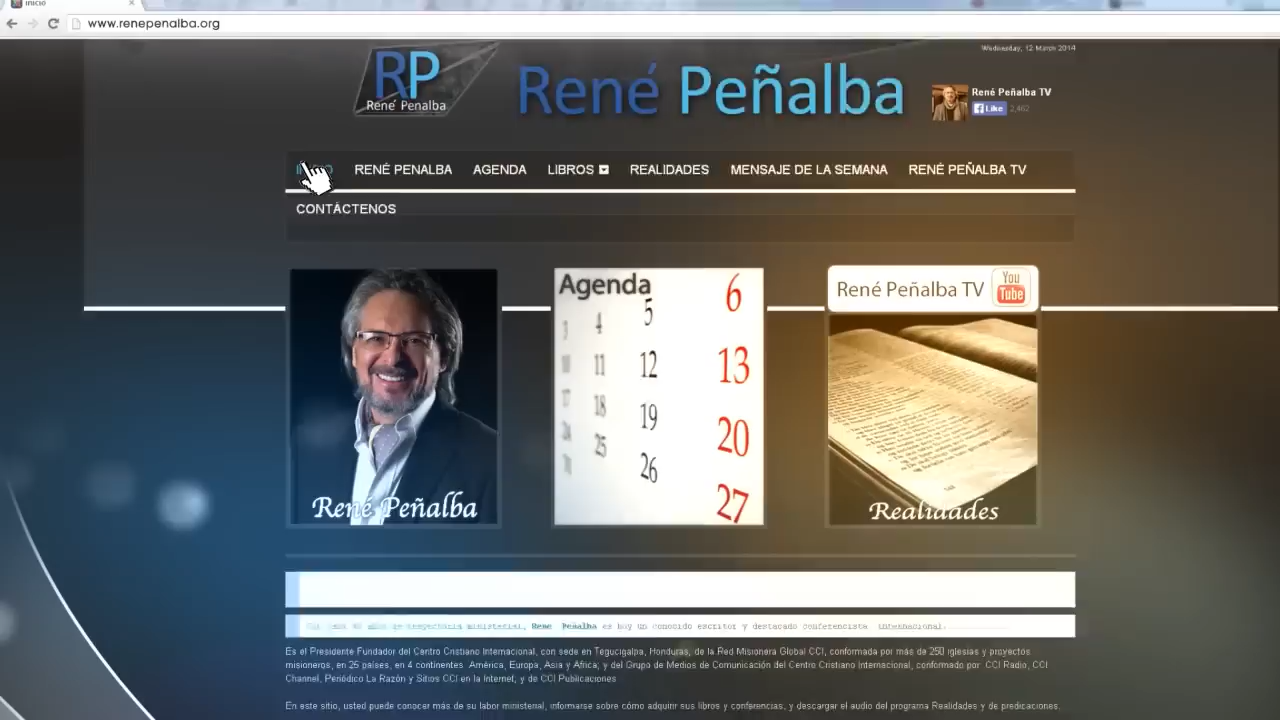 Inicio
www.renepenalba.org
Wednesday, 12 March 2014
RP
René Penalba
René Peñalba
René Peñalba TV
Like 2,462
RENÉ PENALBA AGENDA LIBROS REALIDADES MENSAJE DE LA SEMANA RENÉ PEÑALBA TV
CONTÁCTENOS
René Peñalba
Agenda
5 6
4
11 12 13
18 19 20
25 26 27
René Peñalba TV
You Tube
Realidades
trayectoria ministerial, Rene Peñalba es hoy un conocido escritor y destacado conferencista internacional.
Es el Presidente Fundador del Centro Cristiano Internacional, con sede en Tegucigalpa, Honduras, de la Red Misionera Global CCI, conformada por más de 250 iglesias y proyectos
misioneros, en 25 países, en 4 continentes América, Europa, Asia y Africa; y del Grupo de Medios de Comunicación del Centro Cristiano Internacional, conformado por CCI Radio, CCI
Channel, Periódico La Razón y Sitios CCI en la Internet; y de CCI Publicaciones
En este sitio, usted puede conocer más de su labor ministerial, informarse sobre cómo adquirir sus libros y conferencias, y descargar el audio del programa Realidades y de predicaciones.